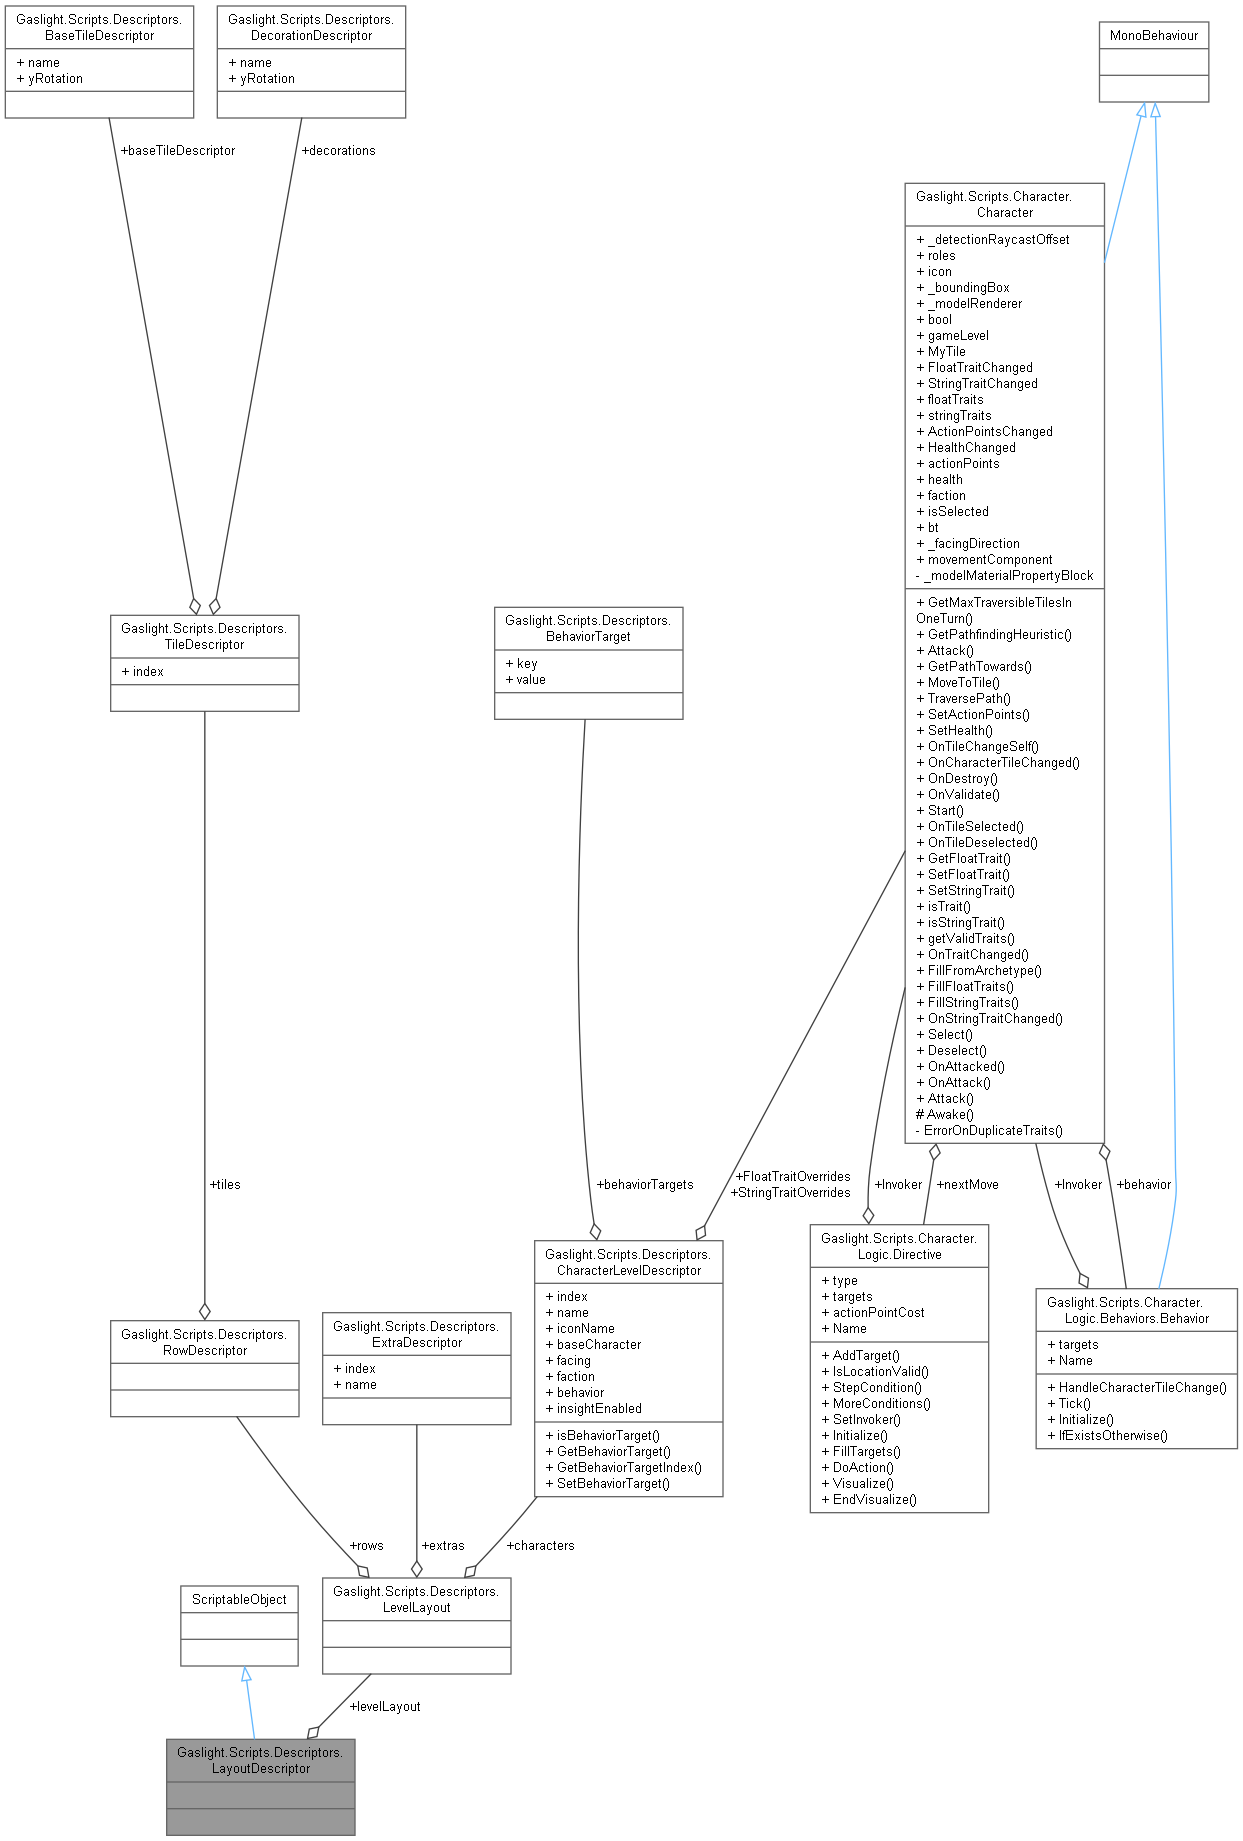 Gaslight.Scripts.Descriptors.
BaseTileDescriptor
+ name
+ yRotation
Gaslight.Scripts.Descriptors.
DecorationDescriptor
+ name
+ yRotation
MonoBehaviour
+baseTileDescriptor
+decorations
Gaslight.Scripts.Character.
Character
+ _detectionRaycastOffset
+ roles
+ icon
+ _boundingBox
+ _modelRenderer
+ bool
+ gameLevel
+ MyTile
+ FloatTraitChanged
+ StringTraitChanged
+ floatTraits
+ stringTraits
+ ActionPointsChanged
+ HealthChanged
+ actionPoints
+ health
+ faction
+ isSelected
+ bt
+ _facingDirection
+ movementComponent
- _modelMaterialPropertyBlock
+ GetMaxTraversibleTilesIn
OneTurn()
+ GetPathfindingHeuristic()
+ Attack()
+ GetPathTowards()
+ MoveToTile()
+ TraversePath()
+ SetActionPoints()
+ SetHealth()
+ OnTileChangeSelf()
+ OnCharacterTileChanged()
+ OnDestroy()
+ OnValidate()
+ Start()
+ OnTileSelected()
+ OnTileDeselected()
+ GetFloatTrait()
+ SetFloatTrait()
+ SetStringTrait()
+ isTrait()
+ isStringTrait()
+ getValidTraits()
+ OnTraitChanged()
+ FillFromArchetype()
+ FillFloatTraits()
+ FillStringTraits()
+ OnStringTraitChanged()
+ Select()
+ Deselect()
+ OnAttacked()
+ OnAttack()
+ Attack()
# Awake()
- ErrorOnDuplicateTraits()
Gaslight.Scripts.Descriptors.
TileDescriptor
+ index
Gaslight.Scripts.Descriptors.
BehaviorTarget
+ key
+ value
+tiles
+behaviorTargets
+FloatTraitOverrides
+StringTraitOverrides
+Invoker
+nextMove
+Invoker
+behavior
Gaslight.Scripts.Descriptors.
RowDescriptor
Gaslight.Scripts.Descriptors.
ExtraDescriptor
+ index
+ name
Gaslight.Scripts.Descriptors.
CharacterLevelDescriptor
+ index
+ name
+ iconName
+ baseCharacter
+ facing
+ faction
+ behavior
+ insightEnabled
+ isBehaviorTarget()
+ GetBehaviorTarget()
+ GetBehaviorTargetIndex()
+ SetBehaviorTarget()
Gaslight.Scripts.Character.
Logic.Directive
+ type
+ targets
+ actionPointCost
+ Name
+ AddTarget()
+ IsLocationValid()
+ StepCondition()
+ MoreConditions()
+ SetInvoker()
+ Initialize()
+ FillTargets()
+ DoAction()
+ Visualize()
+ EndVisualize()
Gaslight.Scripts.Character.
Logic.Behaviors.Behavior
+ targets
+ Name
+ HandleCharacterTileChange()
+ Tick()
+ Initialize()
+ IfExistsOtherwise()
+rows
+extras
+characters
ScriptableObject
Gaslight.Scripts.Descriptors.
LevelLayout
+levelLayout
Gaslight.Scripts.Descriptors.
LayoutDescriptor